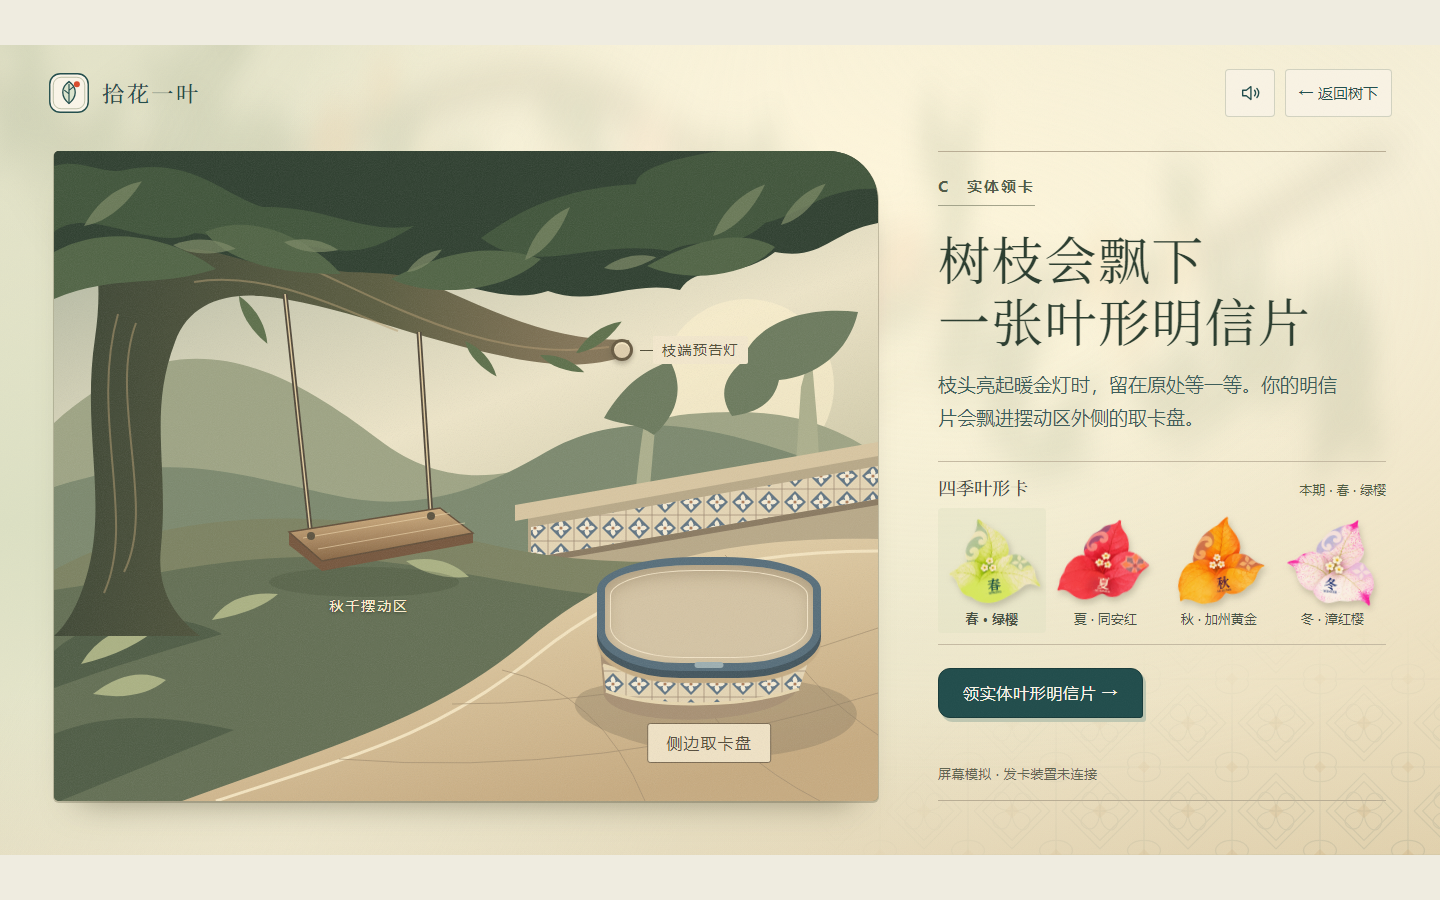 拾花一叶
← 返回树下
枝端预告灯
秋千摆动区
侧边取卡盘
C 实体领卡
树枝会飘下
一张叶形明信片
枝头亮起暖金灯时，留在原处等一等。你的明信
片会飘进摆动区外侧的取卡盘。
四季叶形卡
本期 · 春 · 绿樱
春
夏
秋
冬
春 · 绿樱
夏 · 同安红
秋 · 加州黄金
冬 · 漳红樱
领实体叶形明信片 →
屏幕模拟 · 发卡装置未连接